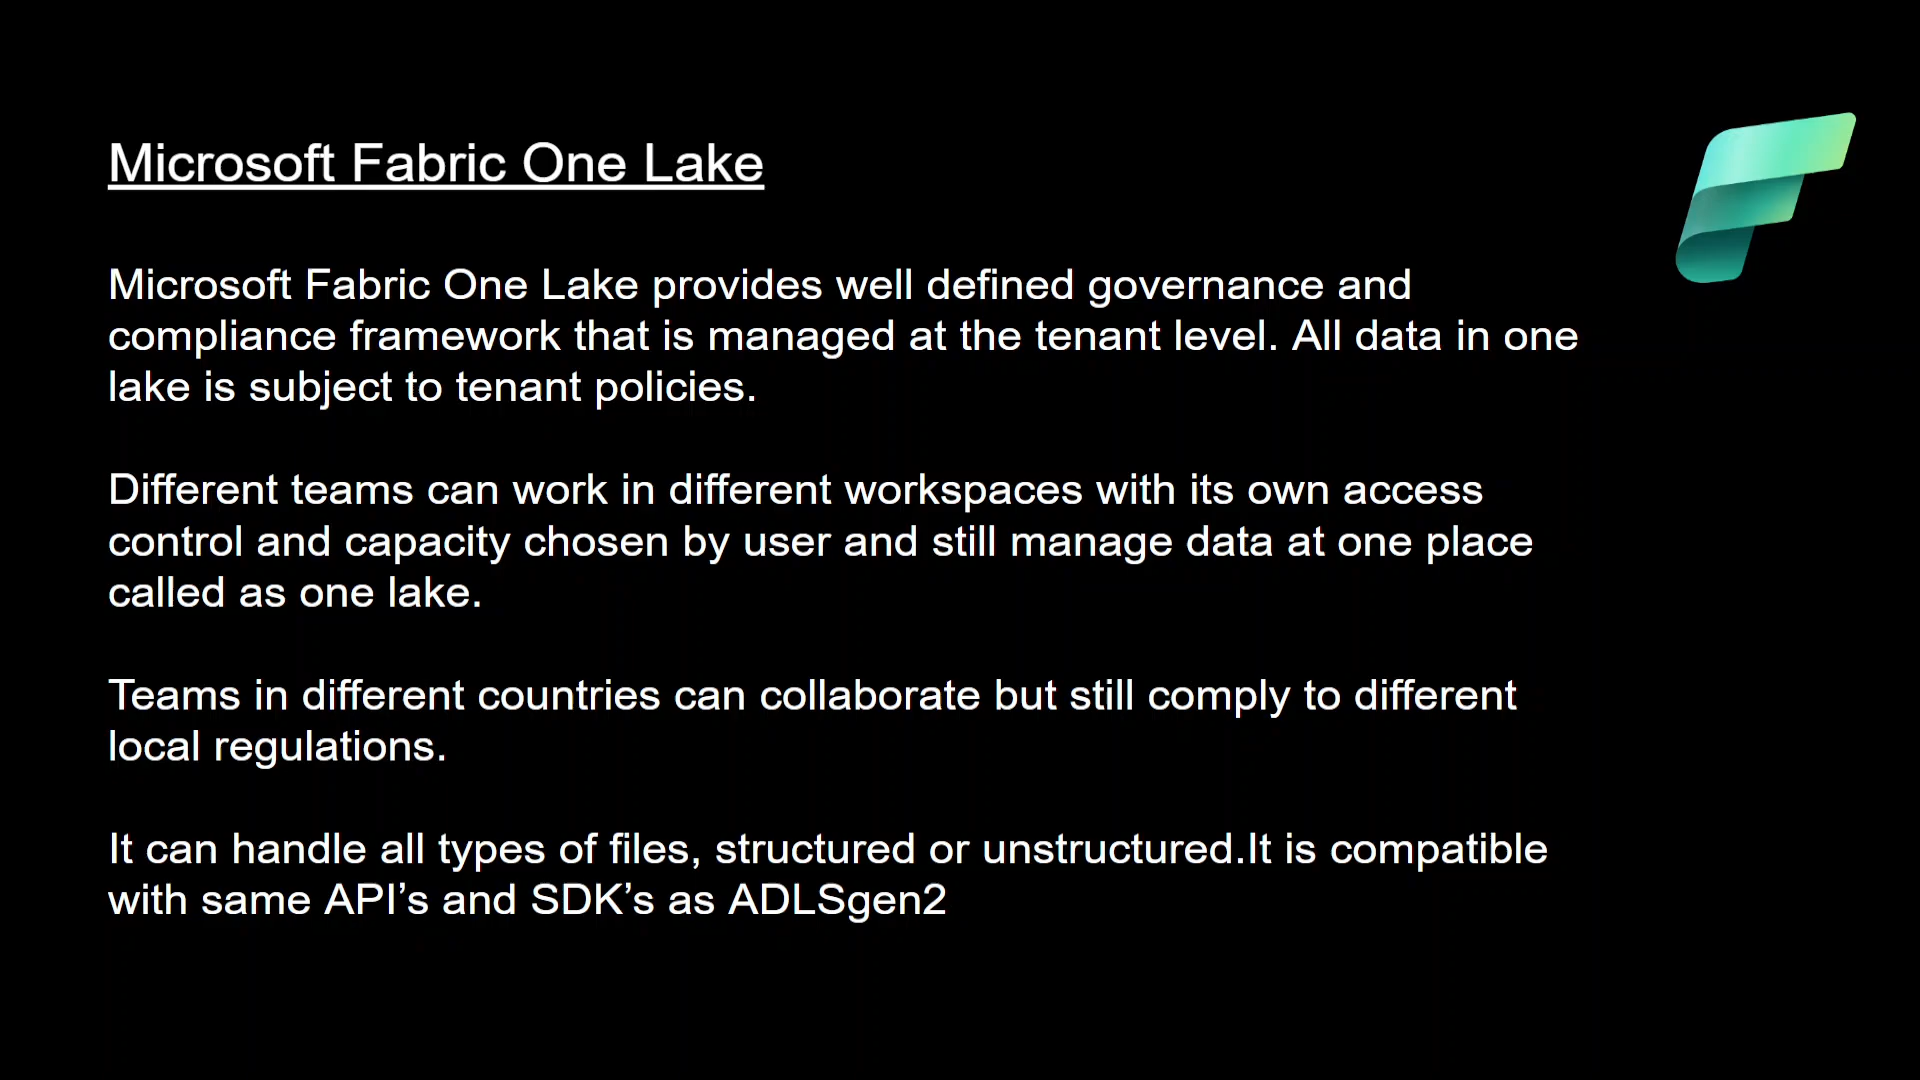 Microsoft Fabric One Lake
Microsoft Fabric One Lake provides well defined governance and
compliance framework that is managed at the tenant level. All data in one
lake is subject to tenant policies.
Different teams can work in different workspaces with its own access
control and capacity chosen by user and still manage data at one place
called as one lake.
Teams in different countries can collaborate but still comply to different
local regulations.
It can handle all types of files, structured or unstructured.It is compatible
with same API’s and SDK’s as ADLSgen2